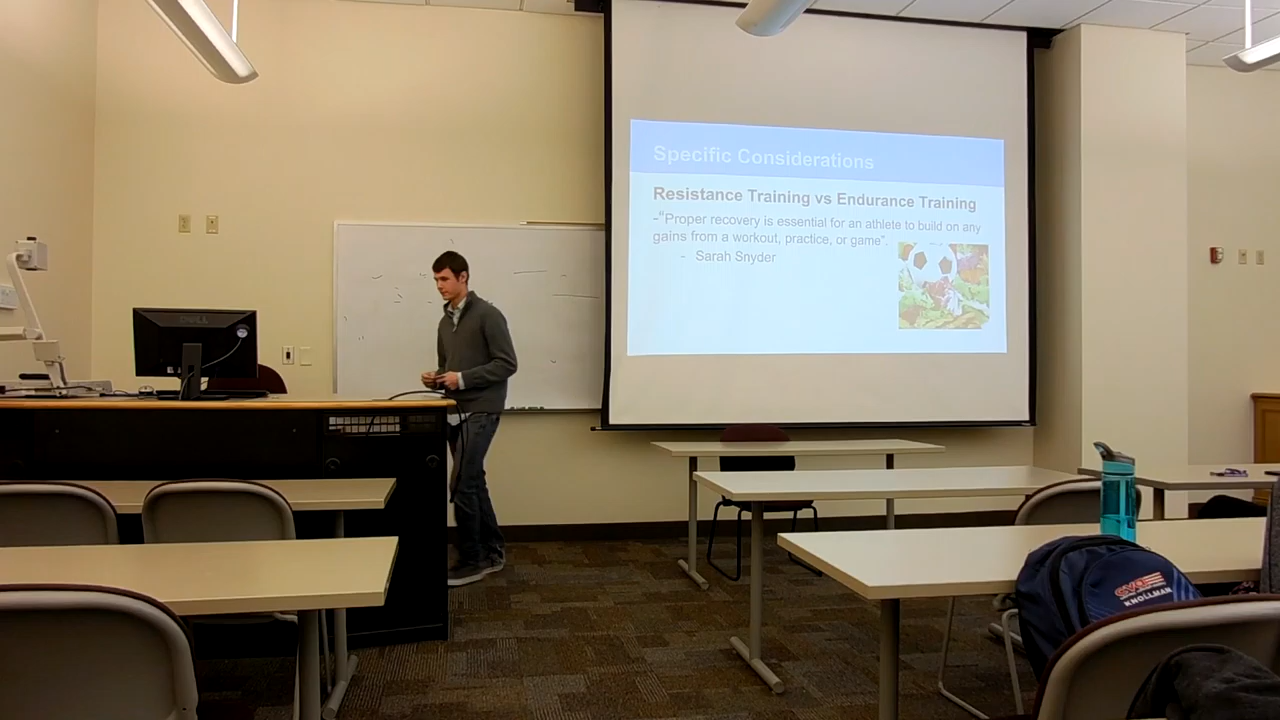 Specific Considerations
Resistance Training vs Endurance Training
-"Proper recovery is essential for an athlete to build on any
gains from a workout, practice, or game".
- Sarah Snyder
DELL
KNOLLMAN